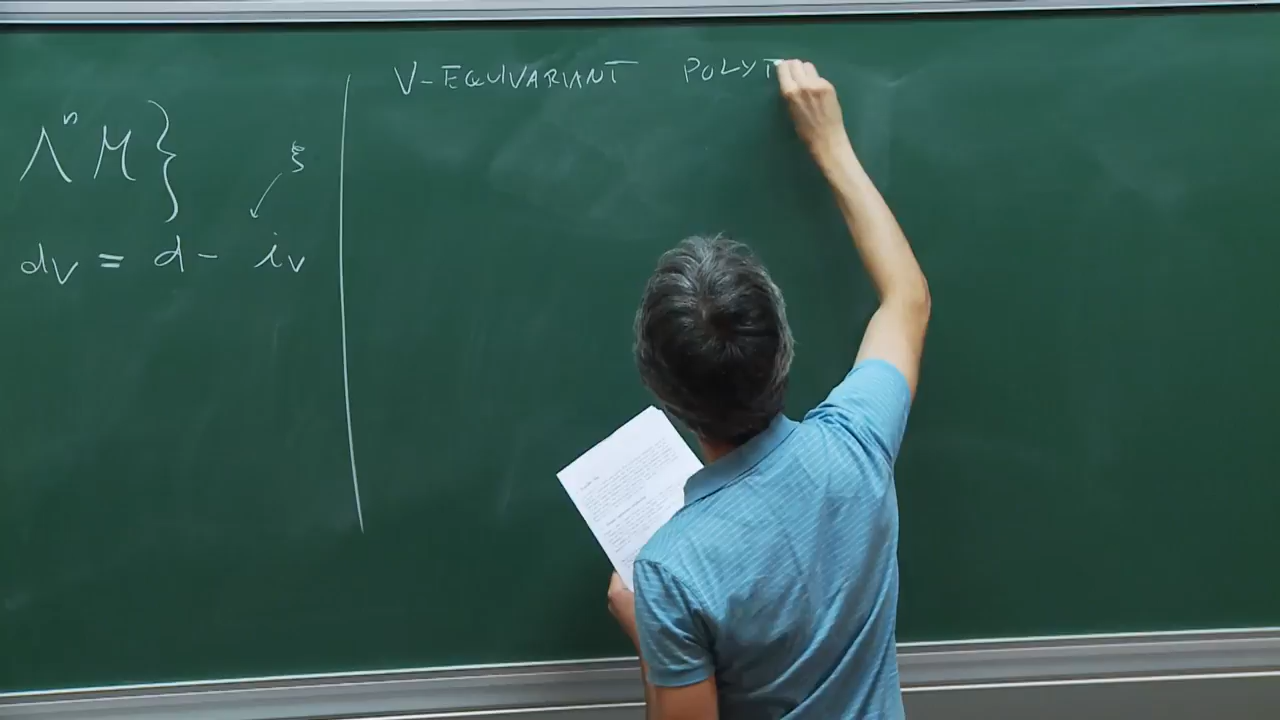 Λⁿ M }
ξ
d_V = d - i_V
V-EQUIVARIANT POLYT